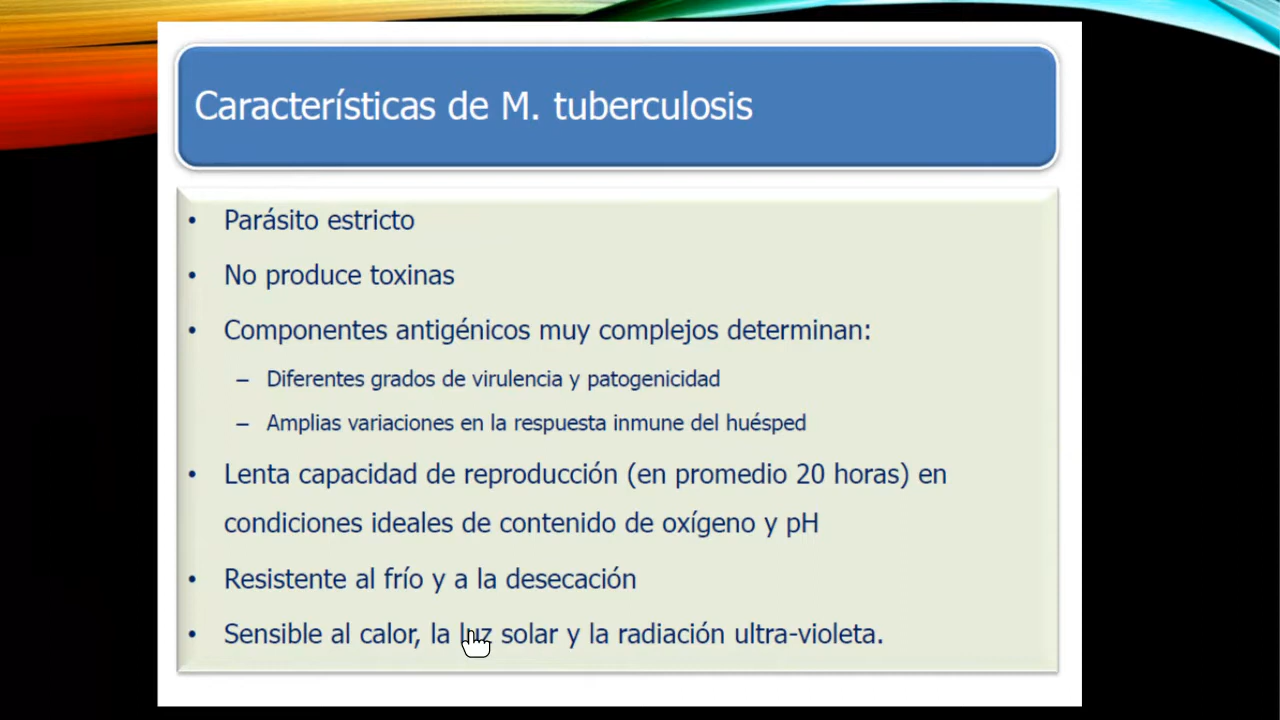 Características de M. tuberculosis
• Parásito estricto
• No produce toxinas
• Componentes antigénicos muy complejos determinan:
– Diferentes grados de virulencia y patogenicidad
– Amplias variaciones en la respuesta inmune del huésped
• Lenta capacidad de reproducción (en promedio 20 horas) en
condiciones ideales de contenido de oxígeno y pH
• Resistente al frío y a la desecación
• Sensible al calor, la luz solar y la radiación ultra-violeta.